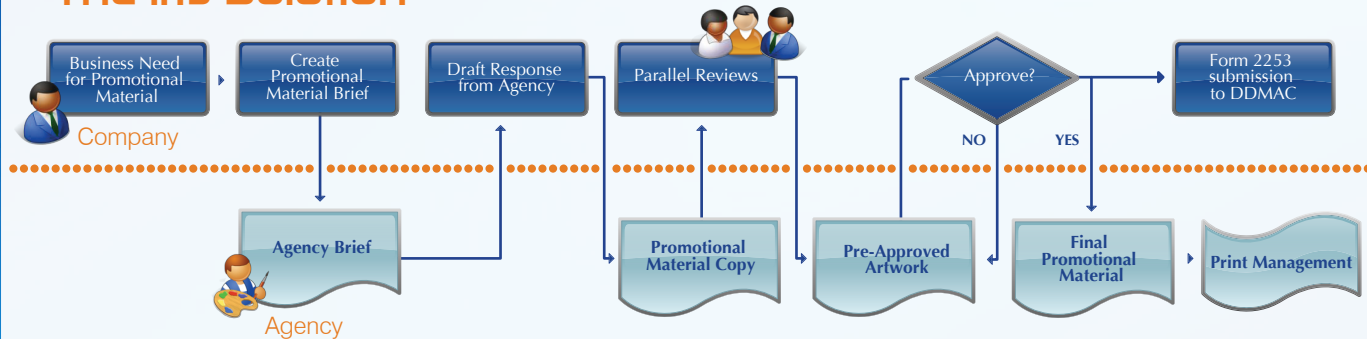 Business Need
for Promotional
Material
Create
Promotional
Material Brief
Draft Response
from Agency
Parallel Reviews
Approve?
Form 2253
submission
to DDMAC
Company
NO
YES
Agency Brief
Promotional
Material Copy
Pre-Approved
Artwork
Final
Promotional
Material
Print Management
Agency